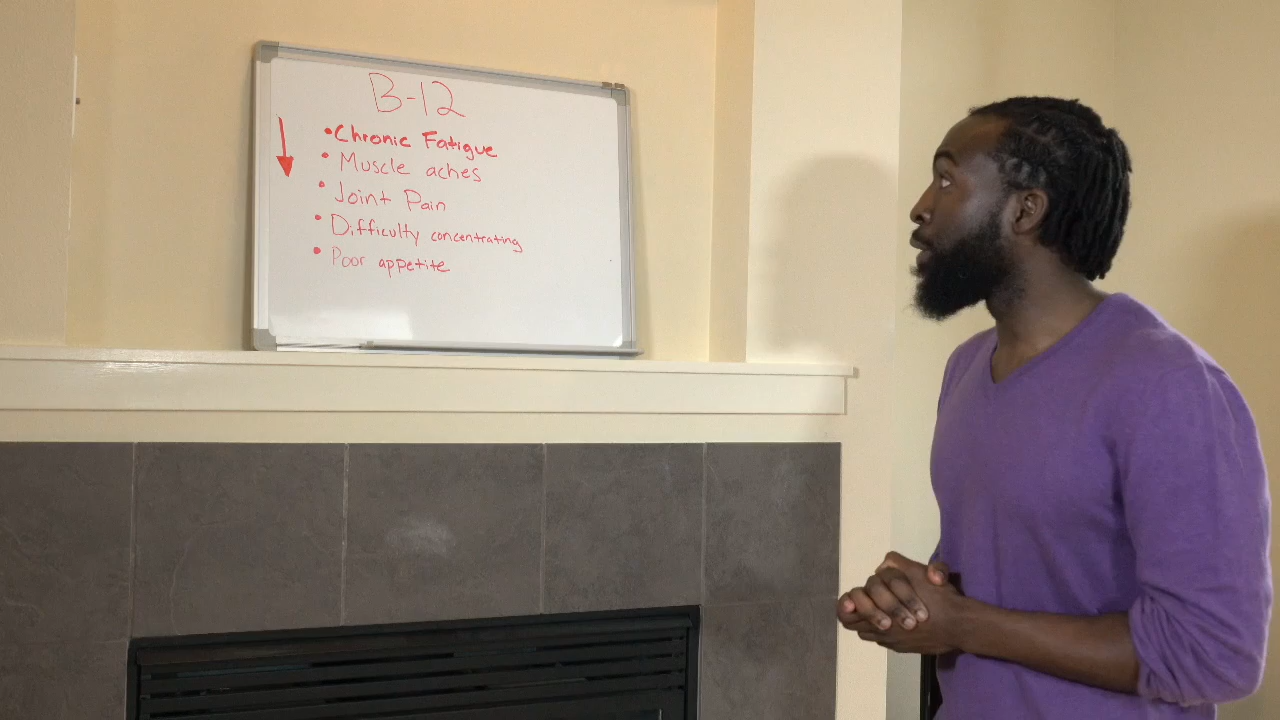 B-12
• Chronic Fatigue
• Muscle aches
• Joint Pain
• Difficulty concentrating
• Poor appetite